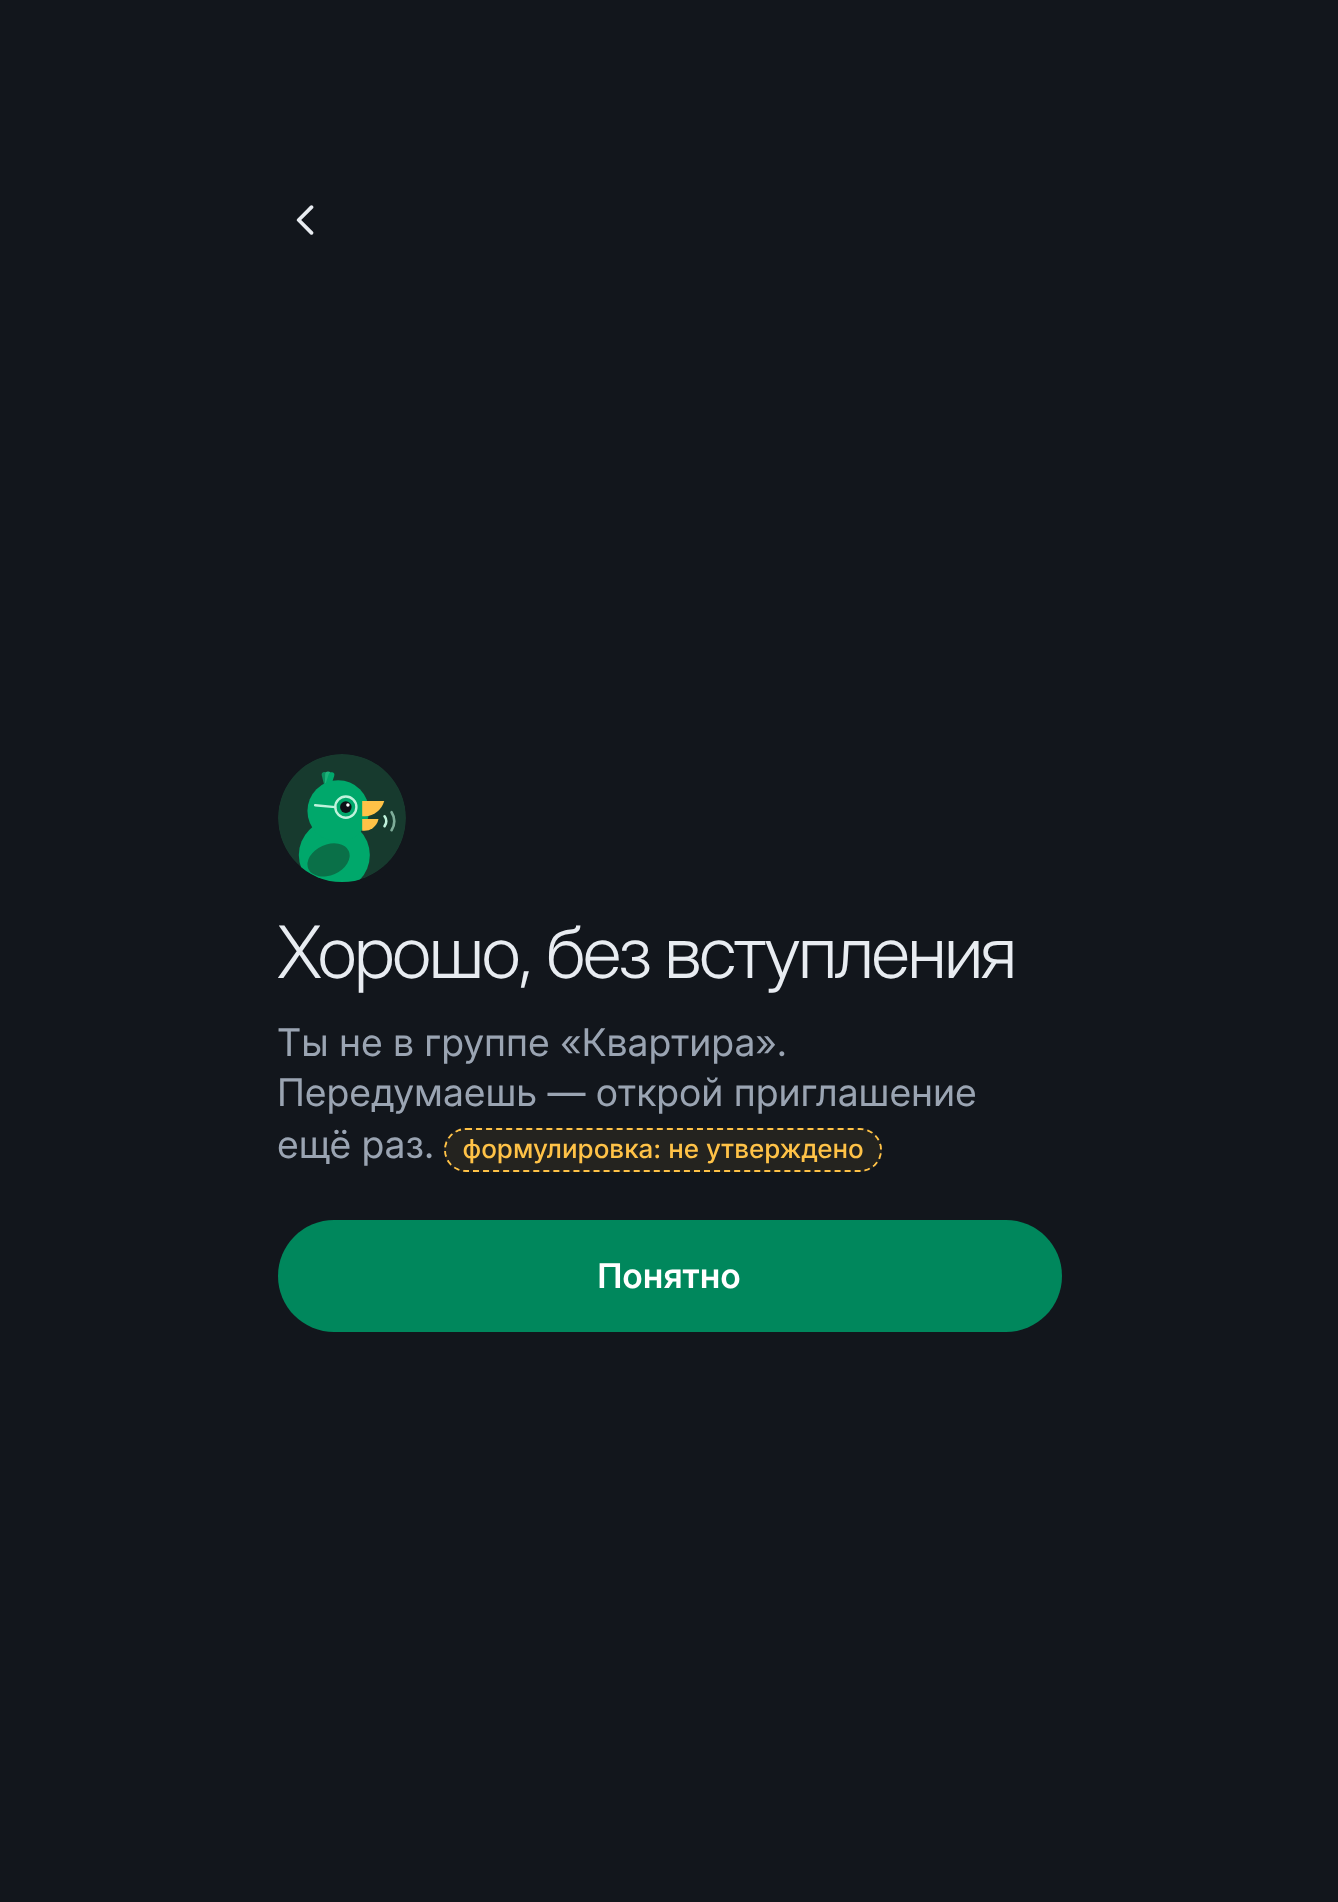 Хорошо, без вступления
Ты не в группе «Квартира».
Передумаешь — открой приглашение
ещё раз. формулировка: не утверждено
Понятно